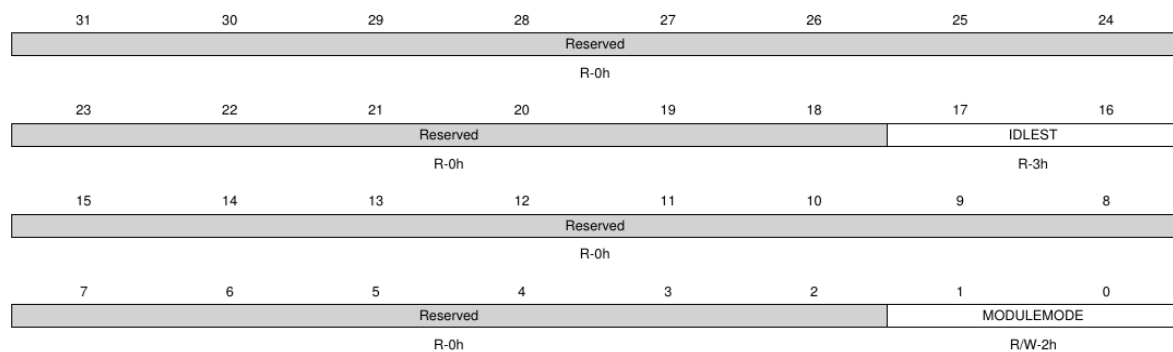 31 30 29 28 27 26 25 24
Reserved
R-0h
23 22 21 20 19 18 17 16
Reserved IDLEST
R-0h R-3h
15 14 13 12 11 10 9 8
Reserved
R-0h
7 6 5 4 3 2 1 0
Reserved MODULEMODE
R-0h R/W-2h